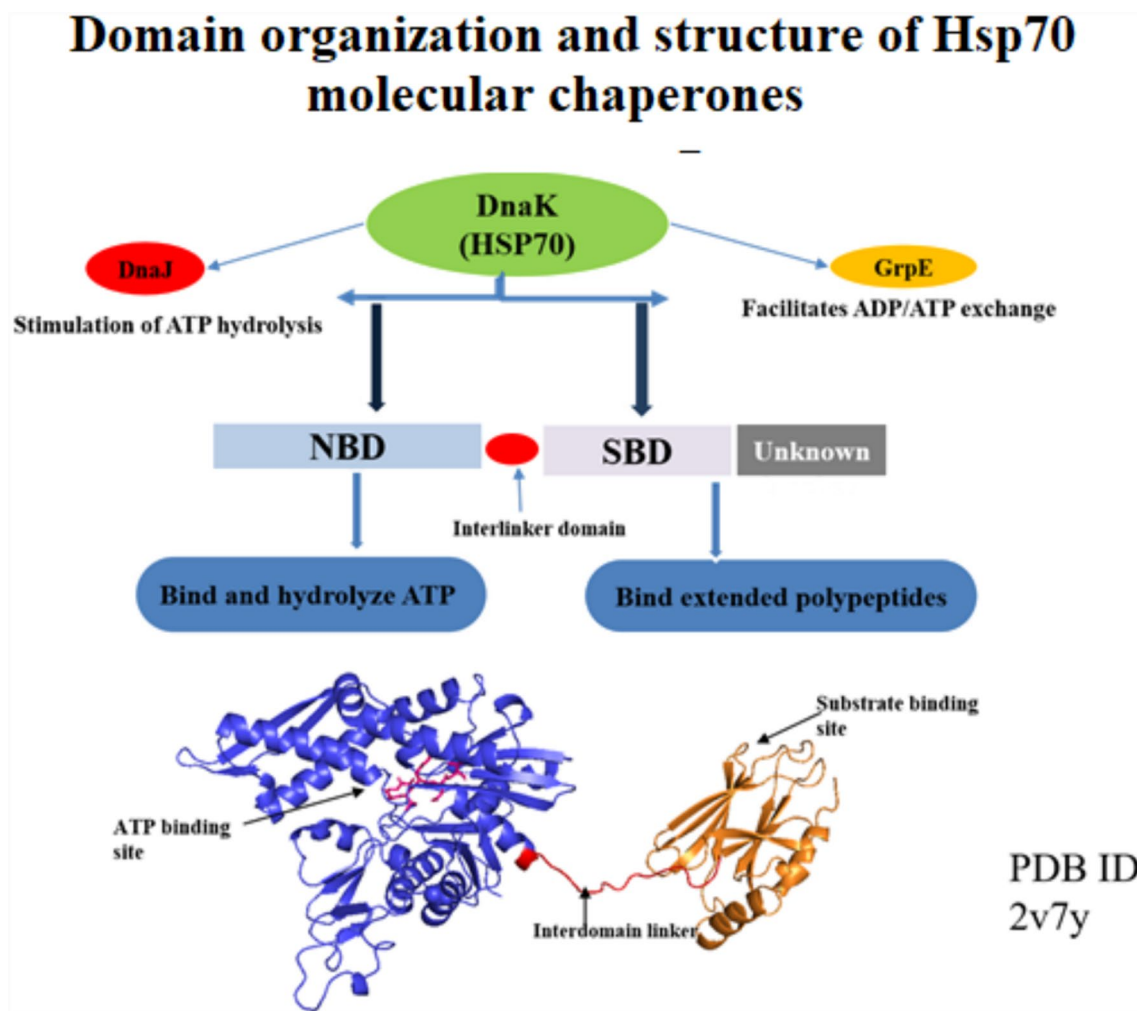 Domain organization and structure of Hsp70
molecular chaperones
–
DnaK
(HSP70)
DnaJ
GrpE
Stimulation of ATP hydrolysis
Facilitates ADP/ATP exchange
NBD
SBD
Unknown
Interlinker domain
Bind and hydrolyze ATP
Bind extended polypeptides
Substrate binding
site
ATP binding
site
Interdomain linker
PDB ID
2v7y